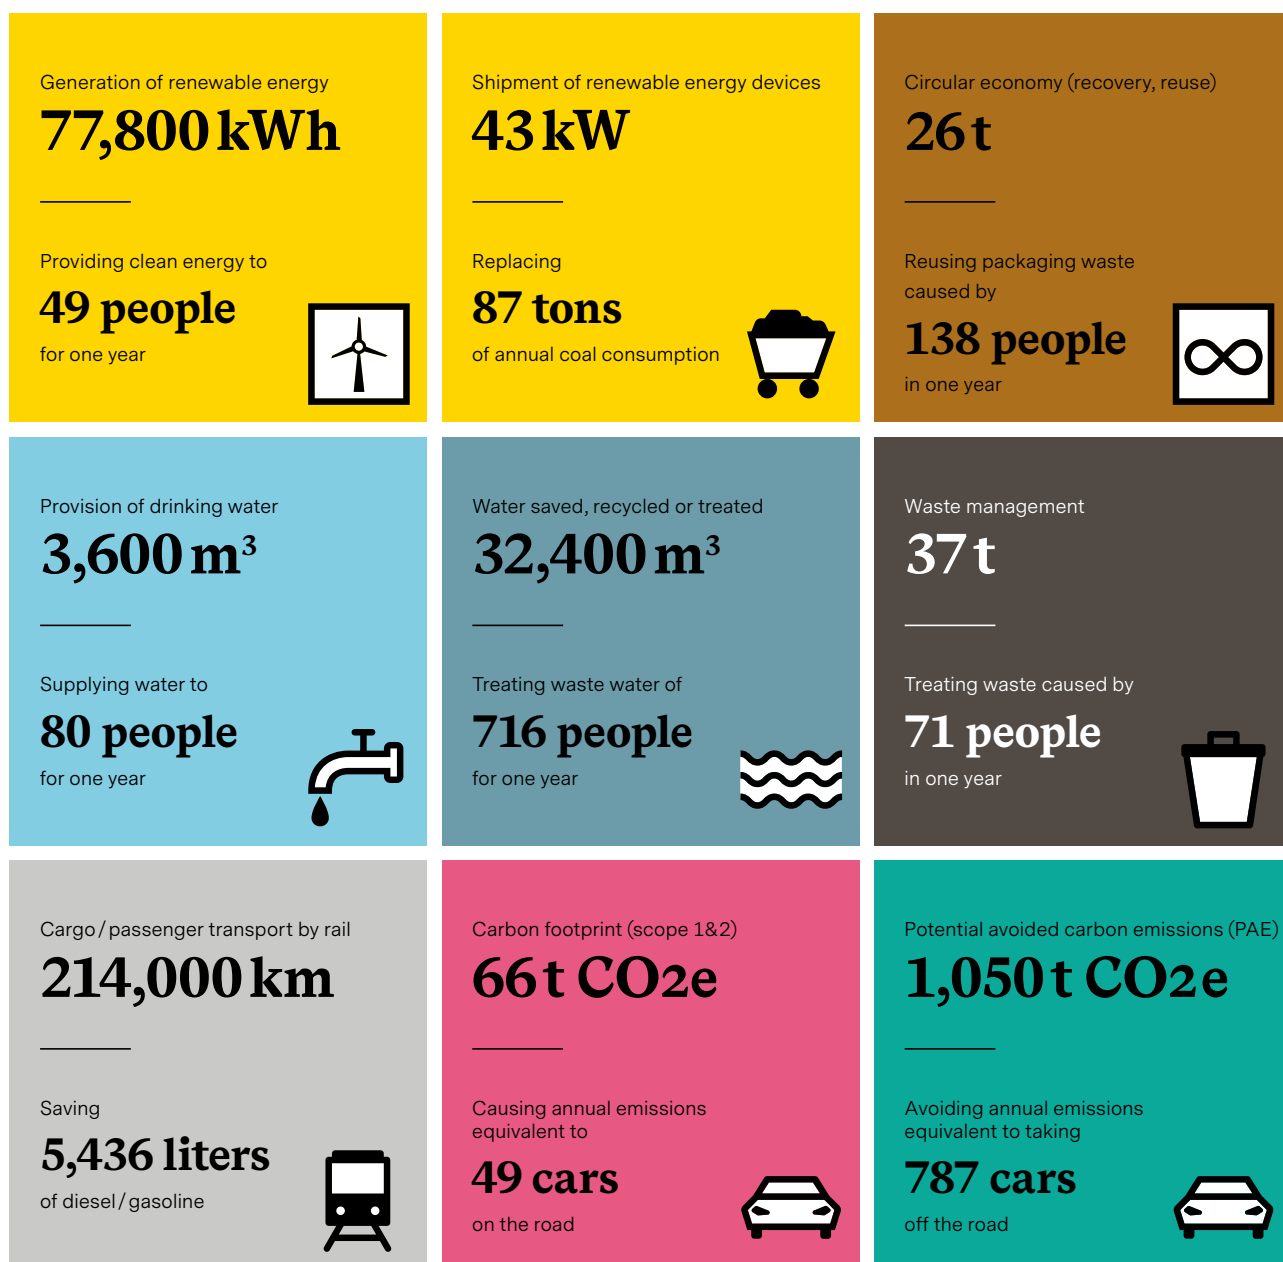 Generation of renewable energy
77,800 kWh
Providing clean energy to
49 people
for one year
Shipment of renewable energy devices
43 kW
Replacing
87 tons
of annual coal consumption
Circular economy (recovery, reuse)
26 t
Reusing packaging waste
caused by
138 people
in one year
Provision of drinking water
3,600 m³
Supplying water to
80 people
for one year
Water saved, recycled or treated
32,400 m³
Treating waste water of
716 people
for one year
Waste management
37 t
Treating waste caused by
71 people
in one year
Cargo/passenger transport by rail
214,000 km
Saving
5,436 liters
of diesel/gasoline
Carbon footprint (scope 1&2)
66 t CO2e
Causing annual emissions
equivalent to
49 cars
on the road
Potential avoided carbon emissions (PAE)
1,050 t CO2e
Avoiding annual emissions
equivalent to taking
787 cars
off the road